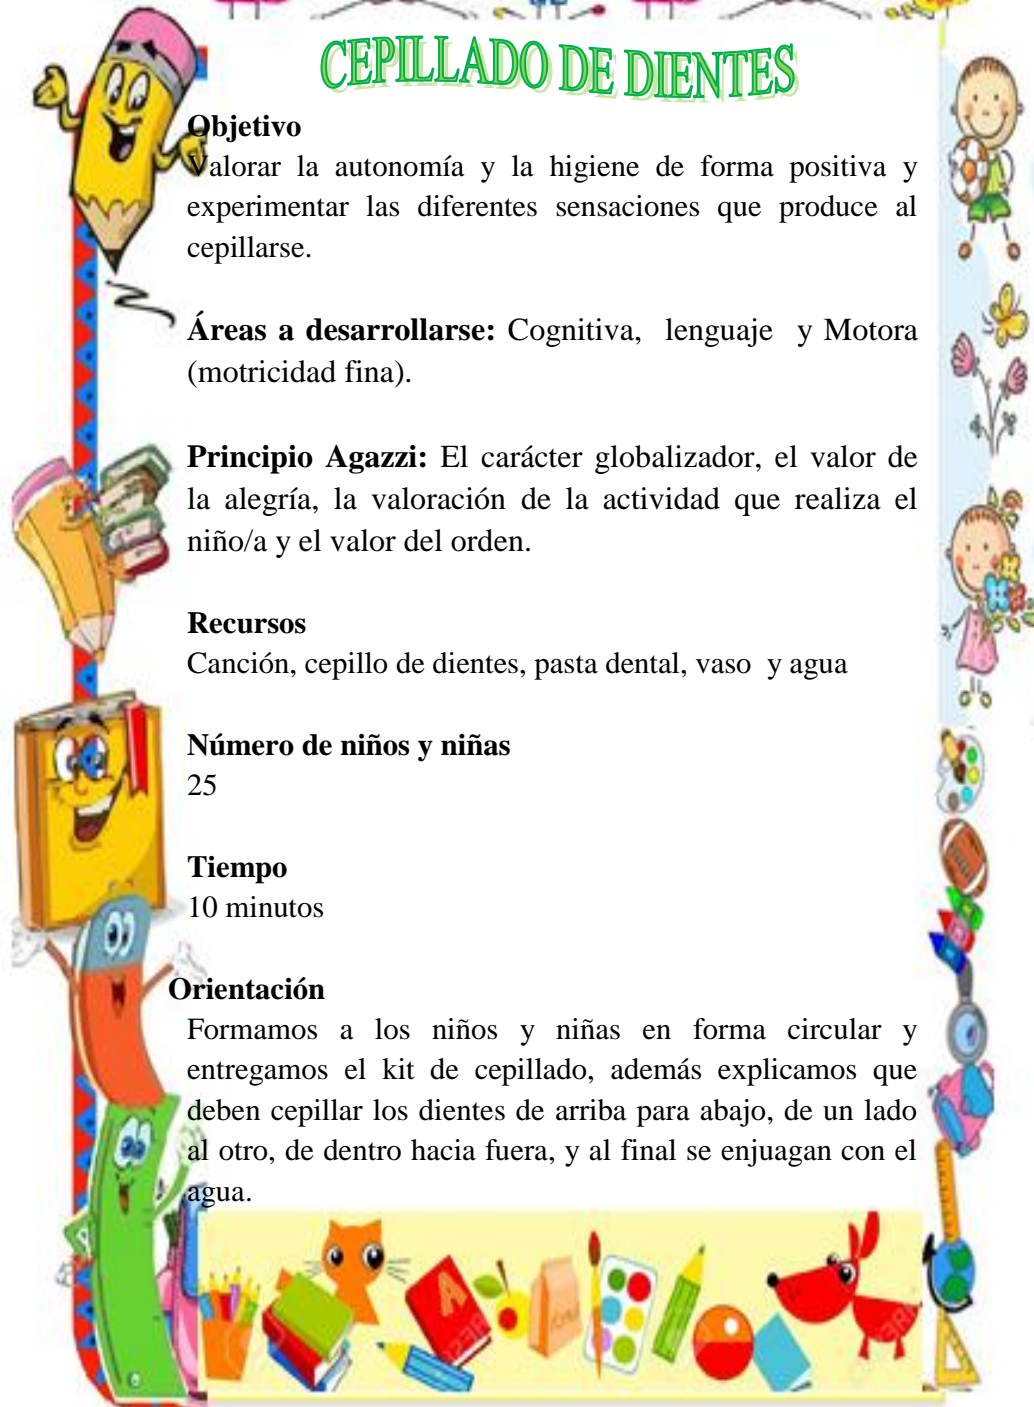 CEPILLADO DE DIENTES
Objetivo
Valorar la autonomía y la higiene de forma positiva y
experimentar las diferentes sensaciones que produce al
cepillarse.
Áreas a desarrollarse: Cognitiva, lenguaje y Motora
(motricidad fina).
Principio Agazzi: El carácter globalizador, el valor de
la alegría, la valoración de la actividad que realiza el
niño/a y el valor del orden.
Recursos
Canción, cepillo de dientes, pasta dental, vaso y agua
Número de niños y niñas
25
Tiempo
10 minutos
Orientación
Formamos a los niños y niñas en forma circular y
entregamos el kit de cepillado, además explicamos que
deben cepillar los dientes de arriba para abajo, de un lado
al otro, de dentro hacia fuera, y al final se enjuagan con el
agua.
A